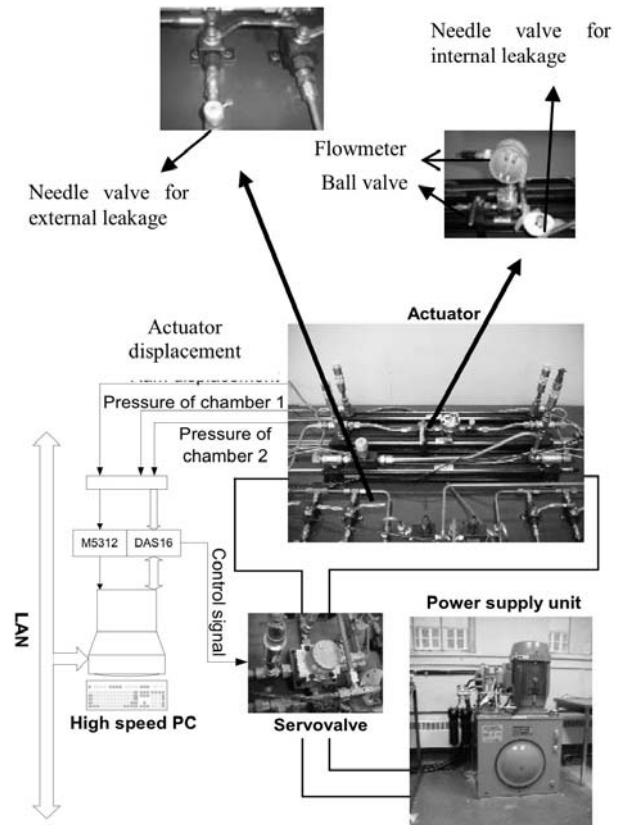 Needle valve for
internal leakage
Flowmeter
Ball valve
Needle valve for
external leakage
Actuator
Actuator
displacement
Pressure of chamber 1
Pressure of
chamber 2
M5312
DAS16
Control signal
LAN
Power supply unit
High speed PC
Servovalve